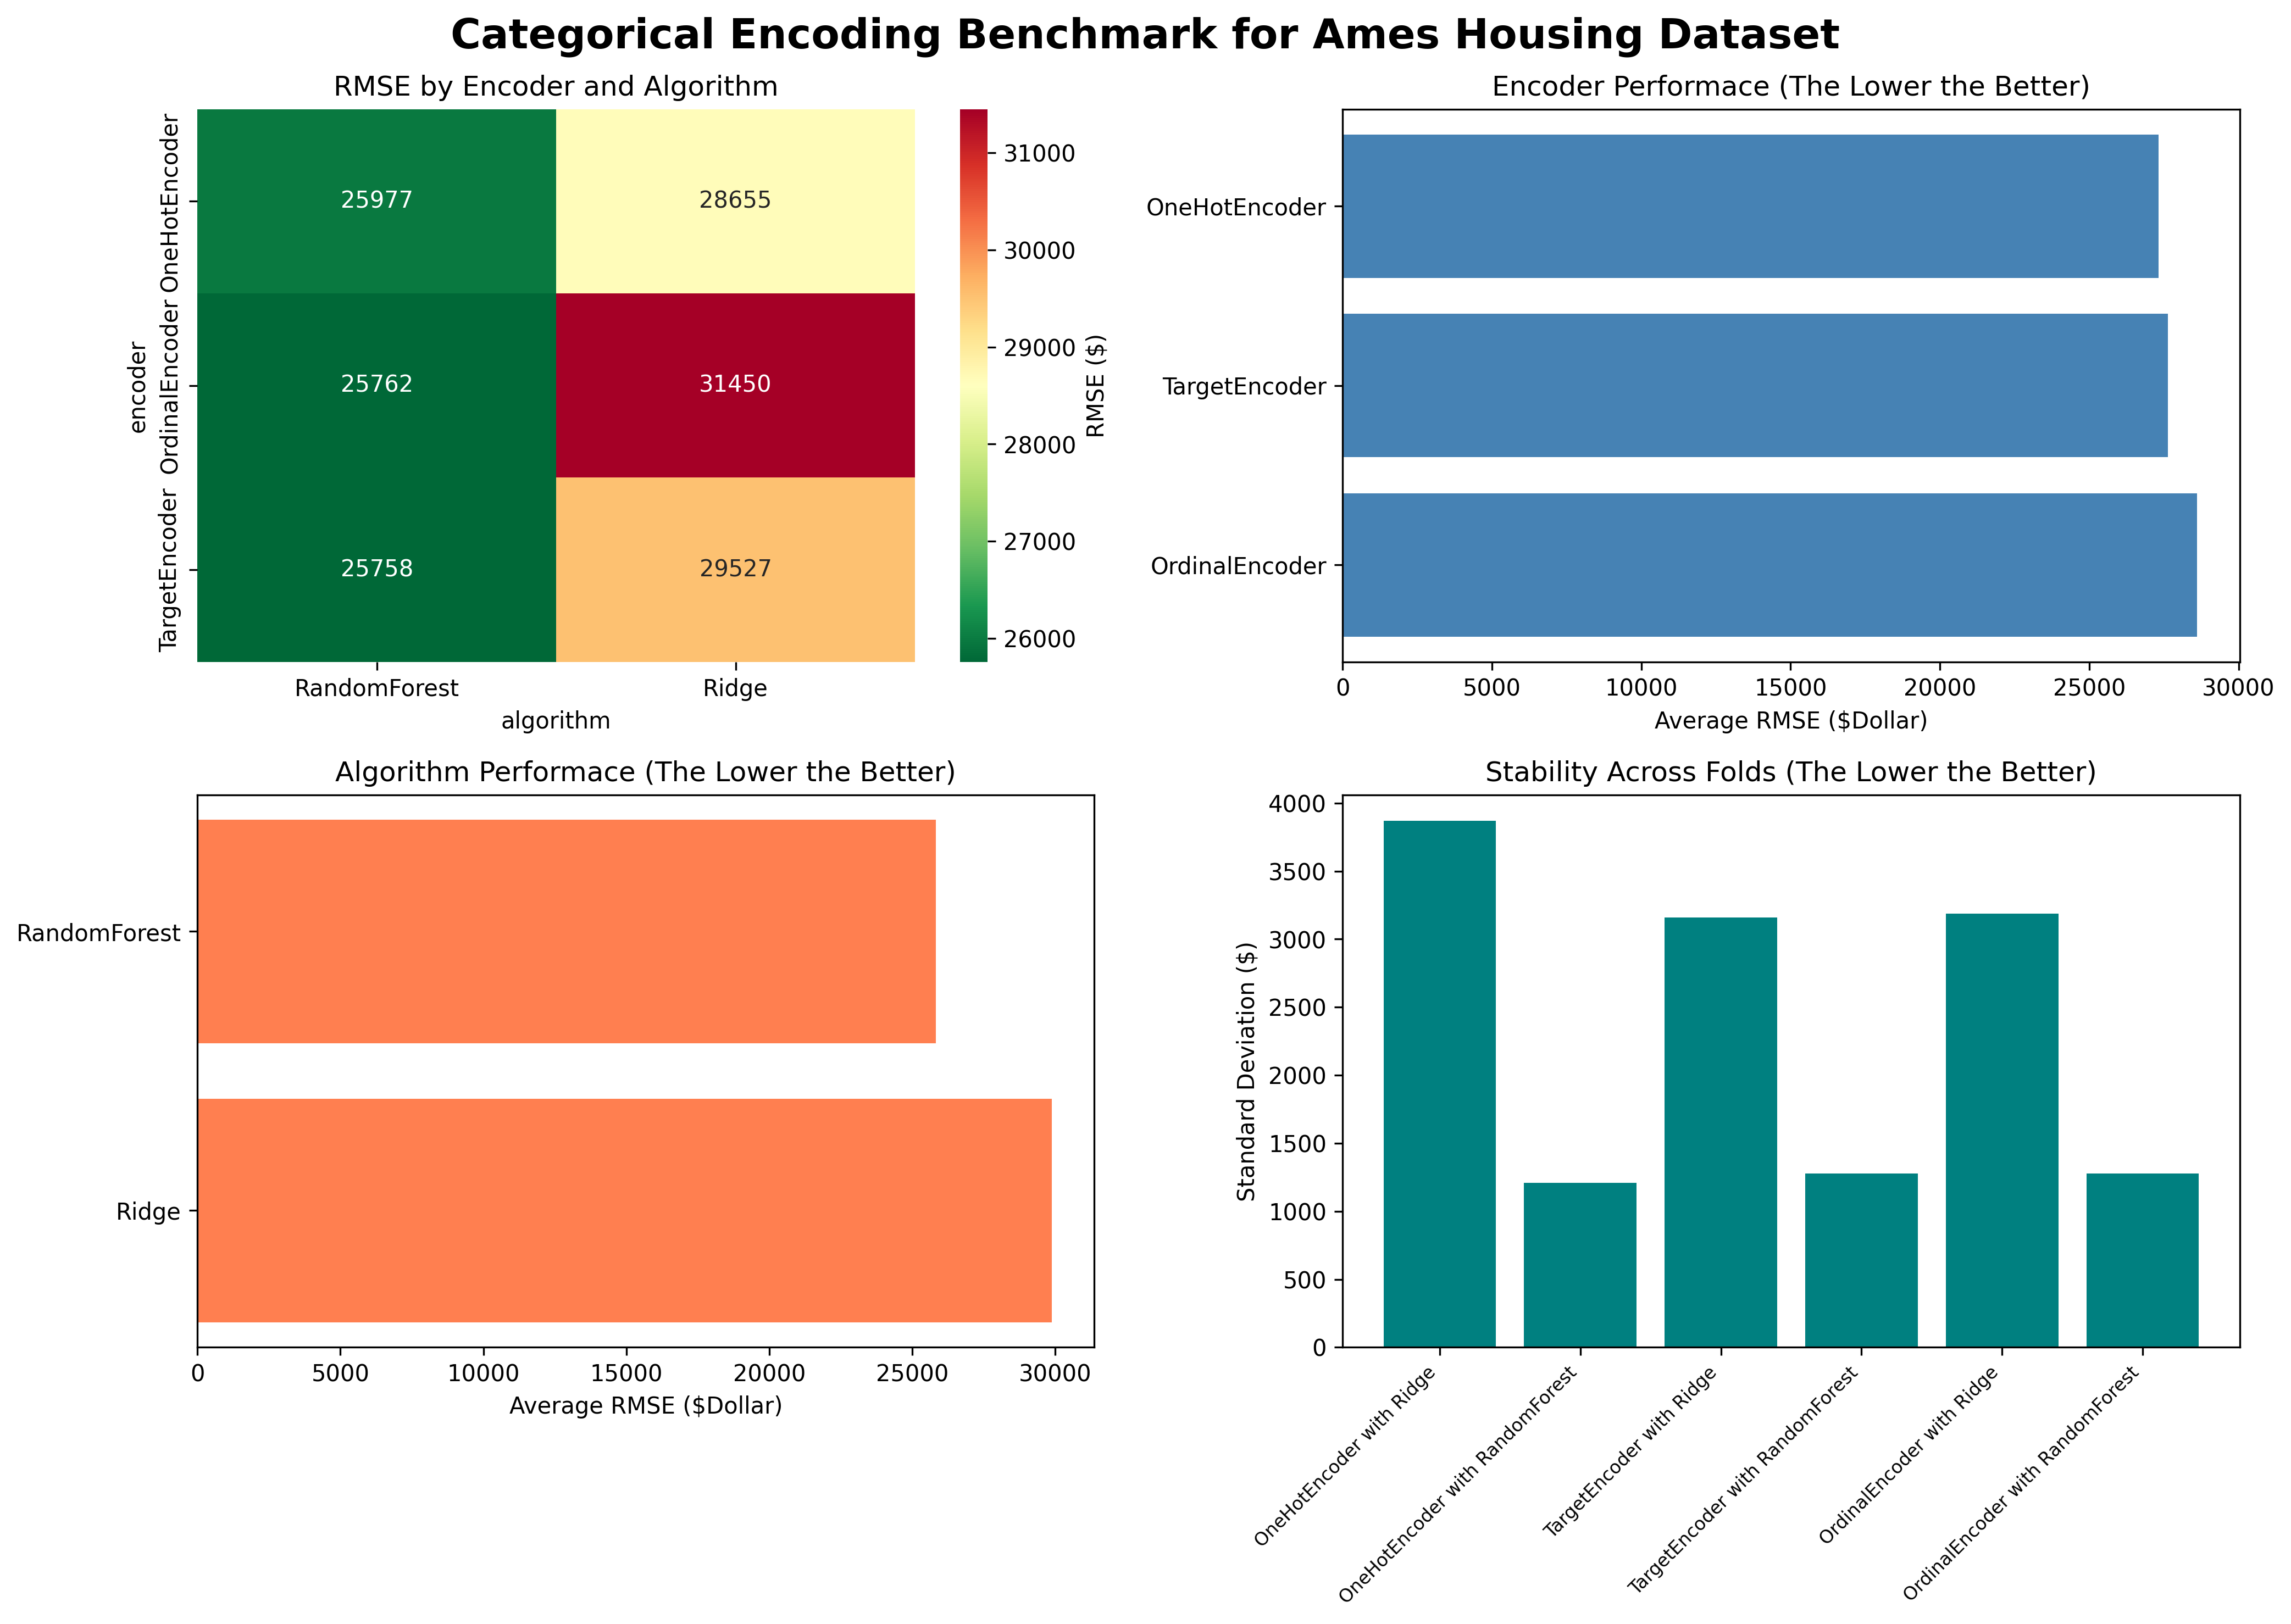 Categorical Encoding Benchmark for Ames Housing Dataset
RMSE by Encoder and Algorithm
encoder
OneHotEncoder
OrdinalEncoder
TargetEncoder
25977 28655
25762 31450
25758 29527
RandomForest Ridge
algorithm
31000
30000
29000
28000
27000
26000
RMSE ($)
Encoder Performace (The Lower the Better)
OneHotEncoder
TargetEncoder
OrdinalEncoder
0 5000 10000 15000 20000 25000 30000
Average RMSE ($Dollar)
Algorithm Performace (The Lower the Better)
RandomForest
Ridge
0 5000 10000 15000 20000 25000 30000
Average RMSE ($Dollar)
Stability Across Folds (The Lower the Better)
Standard Deviation ($)
4000
3500
3000
2500
2000
1500
1000
500
0
OneHotEncoder with Ridge
OneHotEncoder with RandomForest
TargetEncoder with Ridge
TargetEncoder with RandomForest
OrdinalEncoder with Ridge
OrdinalEncoder with RandomForest